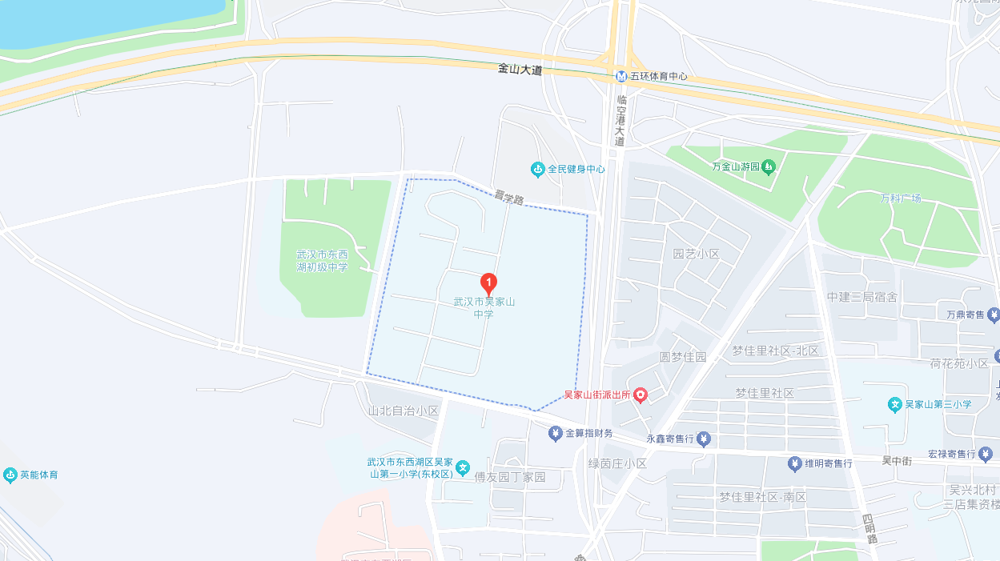 金山大道
五环体育中心
临空港大道
全民健身中心
万金山游园
晋学路
万科广场
武汉市东西
湖初级中学
园艺小区
1
武汉市吴家山
中学
中建三局宿舍
万鼎寄售
圆梦佳园
梦佳里社区-北区
荷花苑小区
梦佳里社区
吴家山街派出所
吴家山第三小学
山北自治小区
金算指财务
永鑫寄售行
绿茵庄小区
维明寄售行
吴中街
宏禄寄售行
武汉市东西湖区吴家
山第一小学(东校区)
傅友园丁家园
英能体育
梦佳里社区-南区
吴兴北村
三店集资楼
四明路